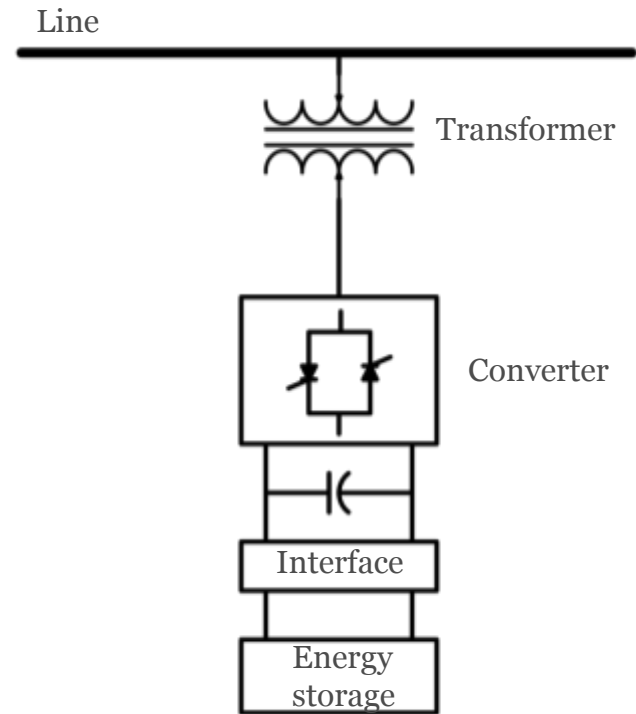 Line
Transformer
Converter
Interface
Energy
storage